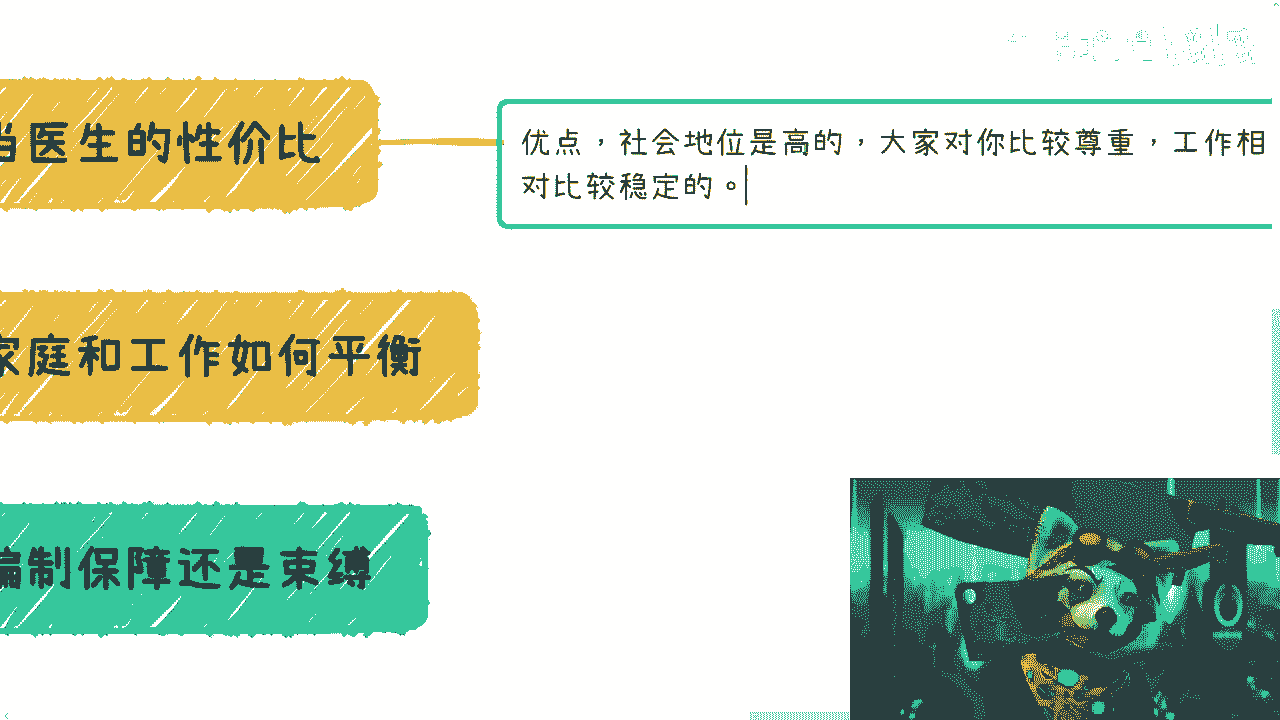 当医生的性价比
优点，社会地位是高的，大家对你比较尊重，工作相
对比较稳定的。
家庭和工作如何平衡
编制保障还是束缚